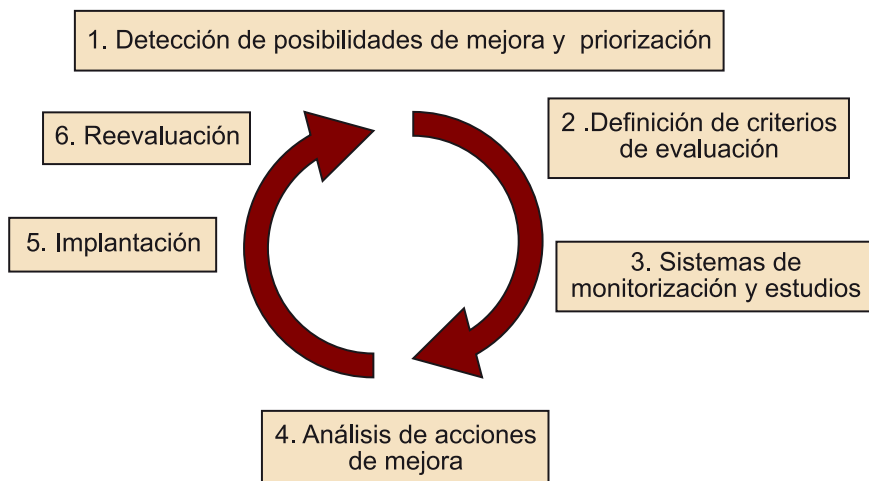 1. Detección de posibilidades de mejora y priorización
2 .Definición de criterios
de evaluación
3. Sistemas de
monitorización y estudios
4. Análisis de acciones
de mejora
5. Implantación
6. Reevaluación